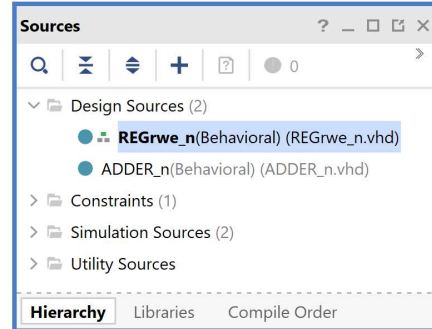 Sources
? _
0
»
Design Sources (2)
REGrwe_n(Behavioral) (REGrwe_n.vhd)
ADDER_n(Behavioral) (ADDER_n.vhd)
Constraints (1)
Simulation Sources (2)
Utility Sources
Hierarchy Libraries Compile Order